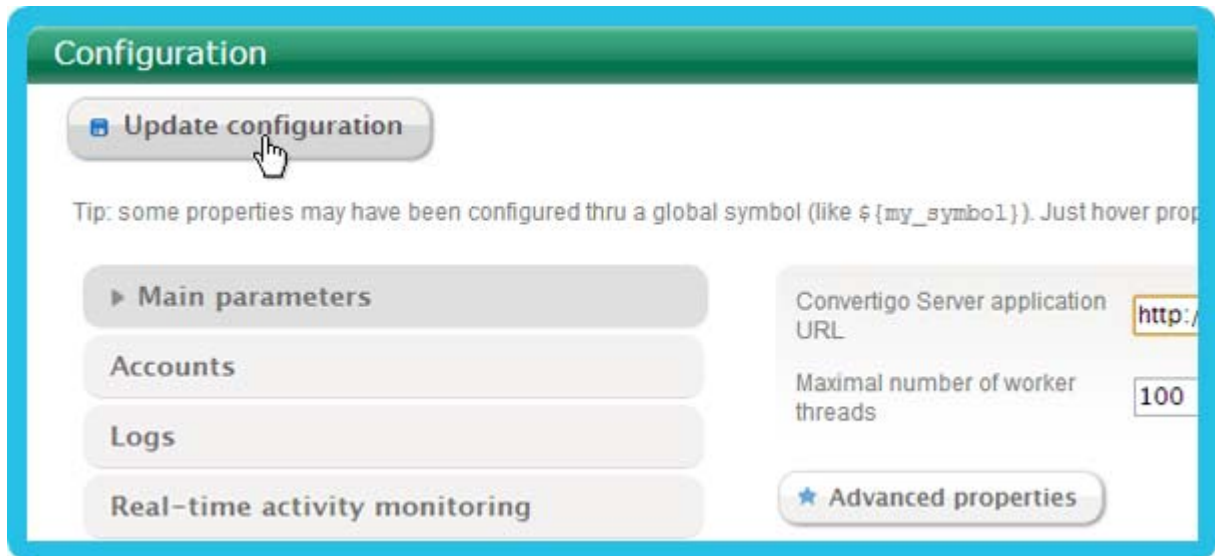 Configuration
Update configuration
Tip: some properties may have been configured thru a global symbol (like ${my_symbol}). Just hover
Main parameters
Accounts
Logs
Real-time activity monitoring
Convertigo Server application
URL
http:/
Maximal number of worker
threads
100
Advanced properties